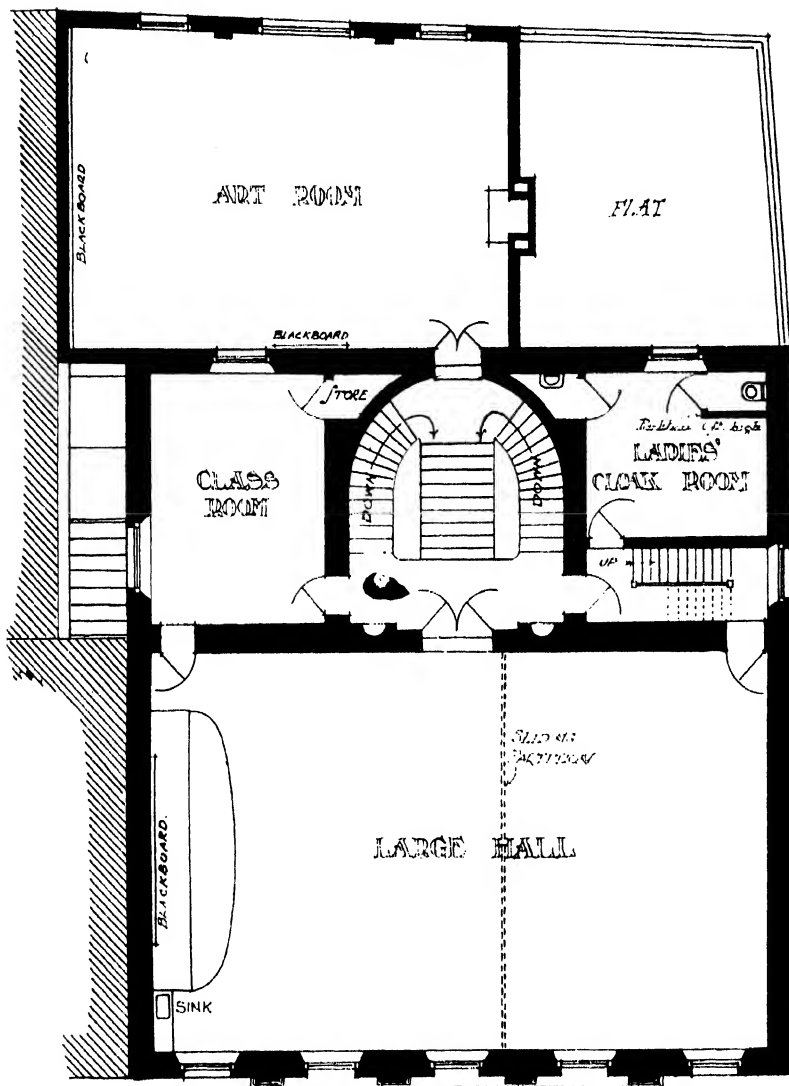 ART ROOM
FLAT
BLACKBOARD
BLACKBOARD
STORE
CLASS
ROOM
DOWN
DOWN
high
LADIES'
CLOAK ROOM
UP
SLIDING
PARTITION
LARGE HALL
BLACKBOARD.
SINK